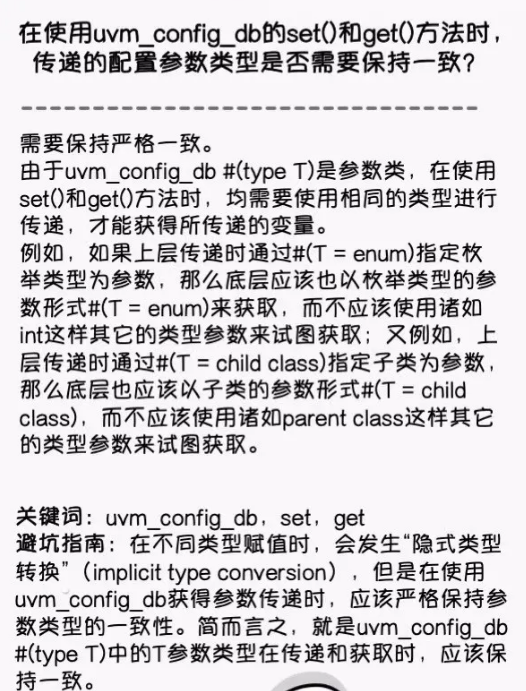 在使用uvm_config_db的set()和get()方法时，
传递的配置参数类型是否需要保持一致？
需要保持严格一致。
由于uvm_config_db #(type T)是参数类，在使用
set()和get()方法时，均需要使用相同的类型进行
传递，才能获得所传递的变量。
例如，如果上层传递时通过#(T = enum)指定枚
举类型为参数，那么底层应该也以枚举类型的参
数形式#(T = enum)来获取，而不应该使用诸如
int这样其它的类型参数来试图获取；又例如，上
层传递时通过#(T = child class)指定子类为参数，
那么底层也应该以子类的参数形式#(T = child
class)，而不应该使用诸如parent class这样其它
的类型参数来试图获取。
关键词：uvm_config_db，set，get
避坑指南：在不同类型赋值时，会发生“隐式类型
转换”（implicit type conversion），但是在使用
uvm_config_db获得参数传递时，应该严格保持参
数类型的一致性。简而言之，就是uvm_config_db
#(type T)中的T参数类型在传递和获取时，应该保
持一致。